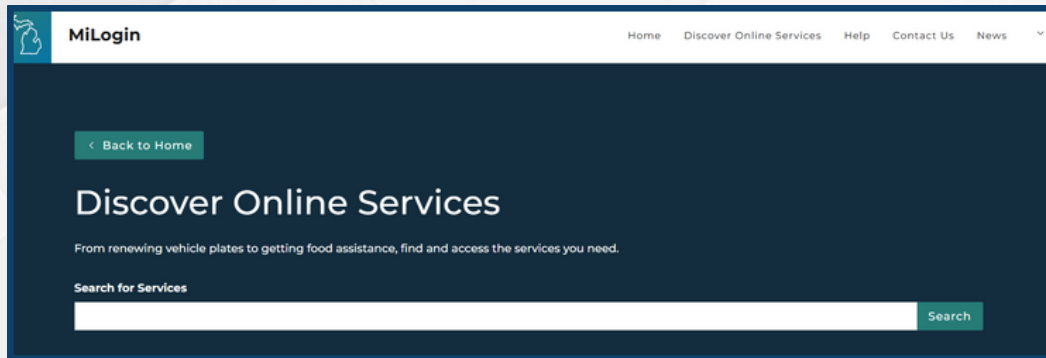 MiLogin
Home Discover Online Services Help Contact Us News
Back to Home
Discover Online Services
From renewing vehicle plates to getting food assistance, find and access the services you need.
Search for Services
Search